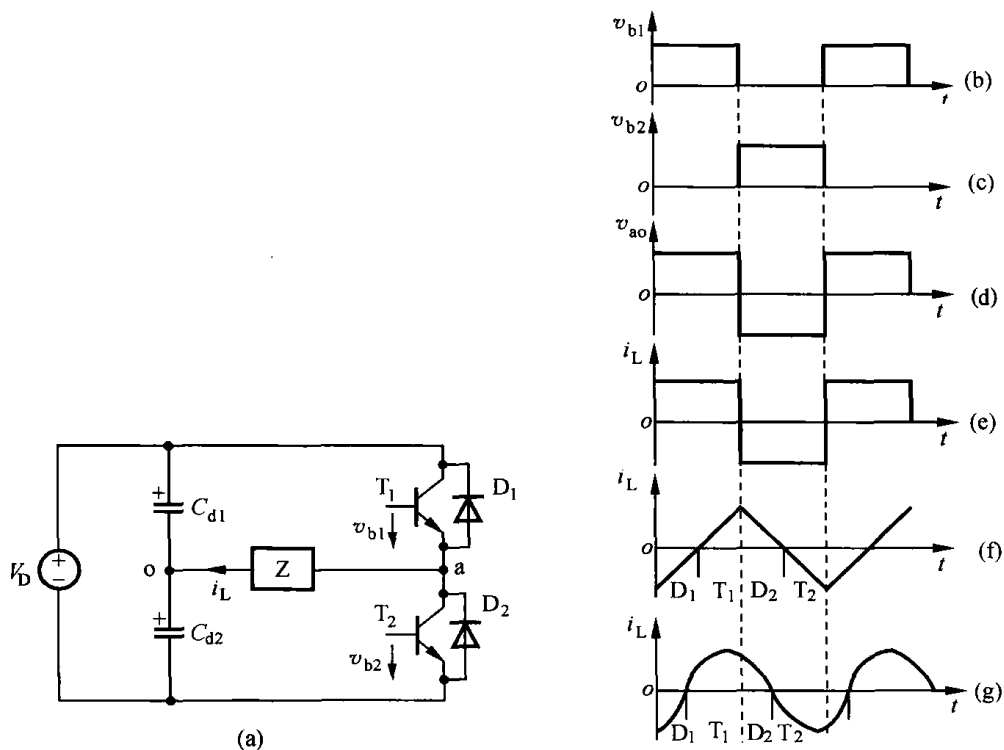 V_D
+
−
+
C_d1
+
C_d2
o
i_L
Z
a
T_1
v_b1
D_1
T_2
v_b2
D_2
(a)
v_b1
o
t
(b)
v_b2
o
t
(c)
v_ao
o
t
(d)
i_L
o
t
(e)
i_L
o
t
D_1 T_1 D_2 T_2
(f)
i_L
o
t
D_1 T_1 D_2 T_2
(g)